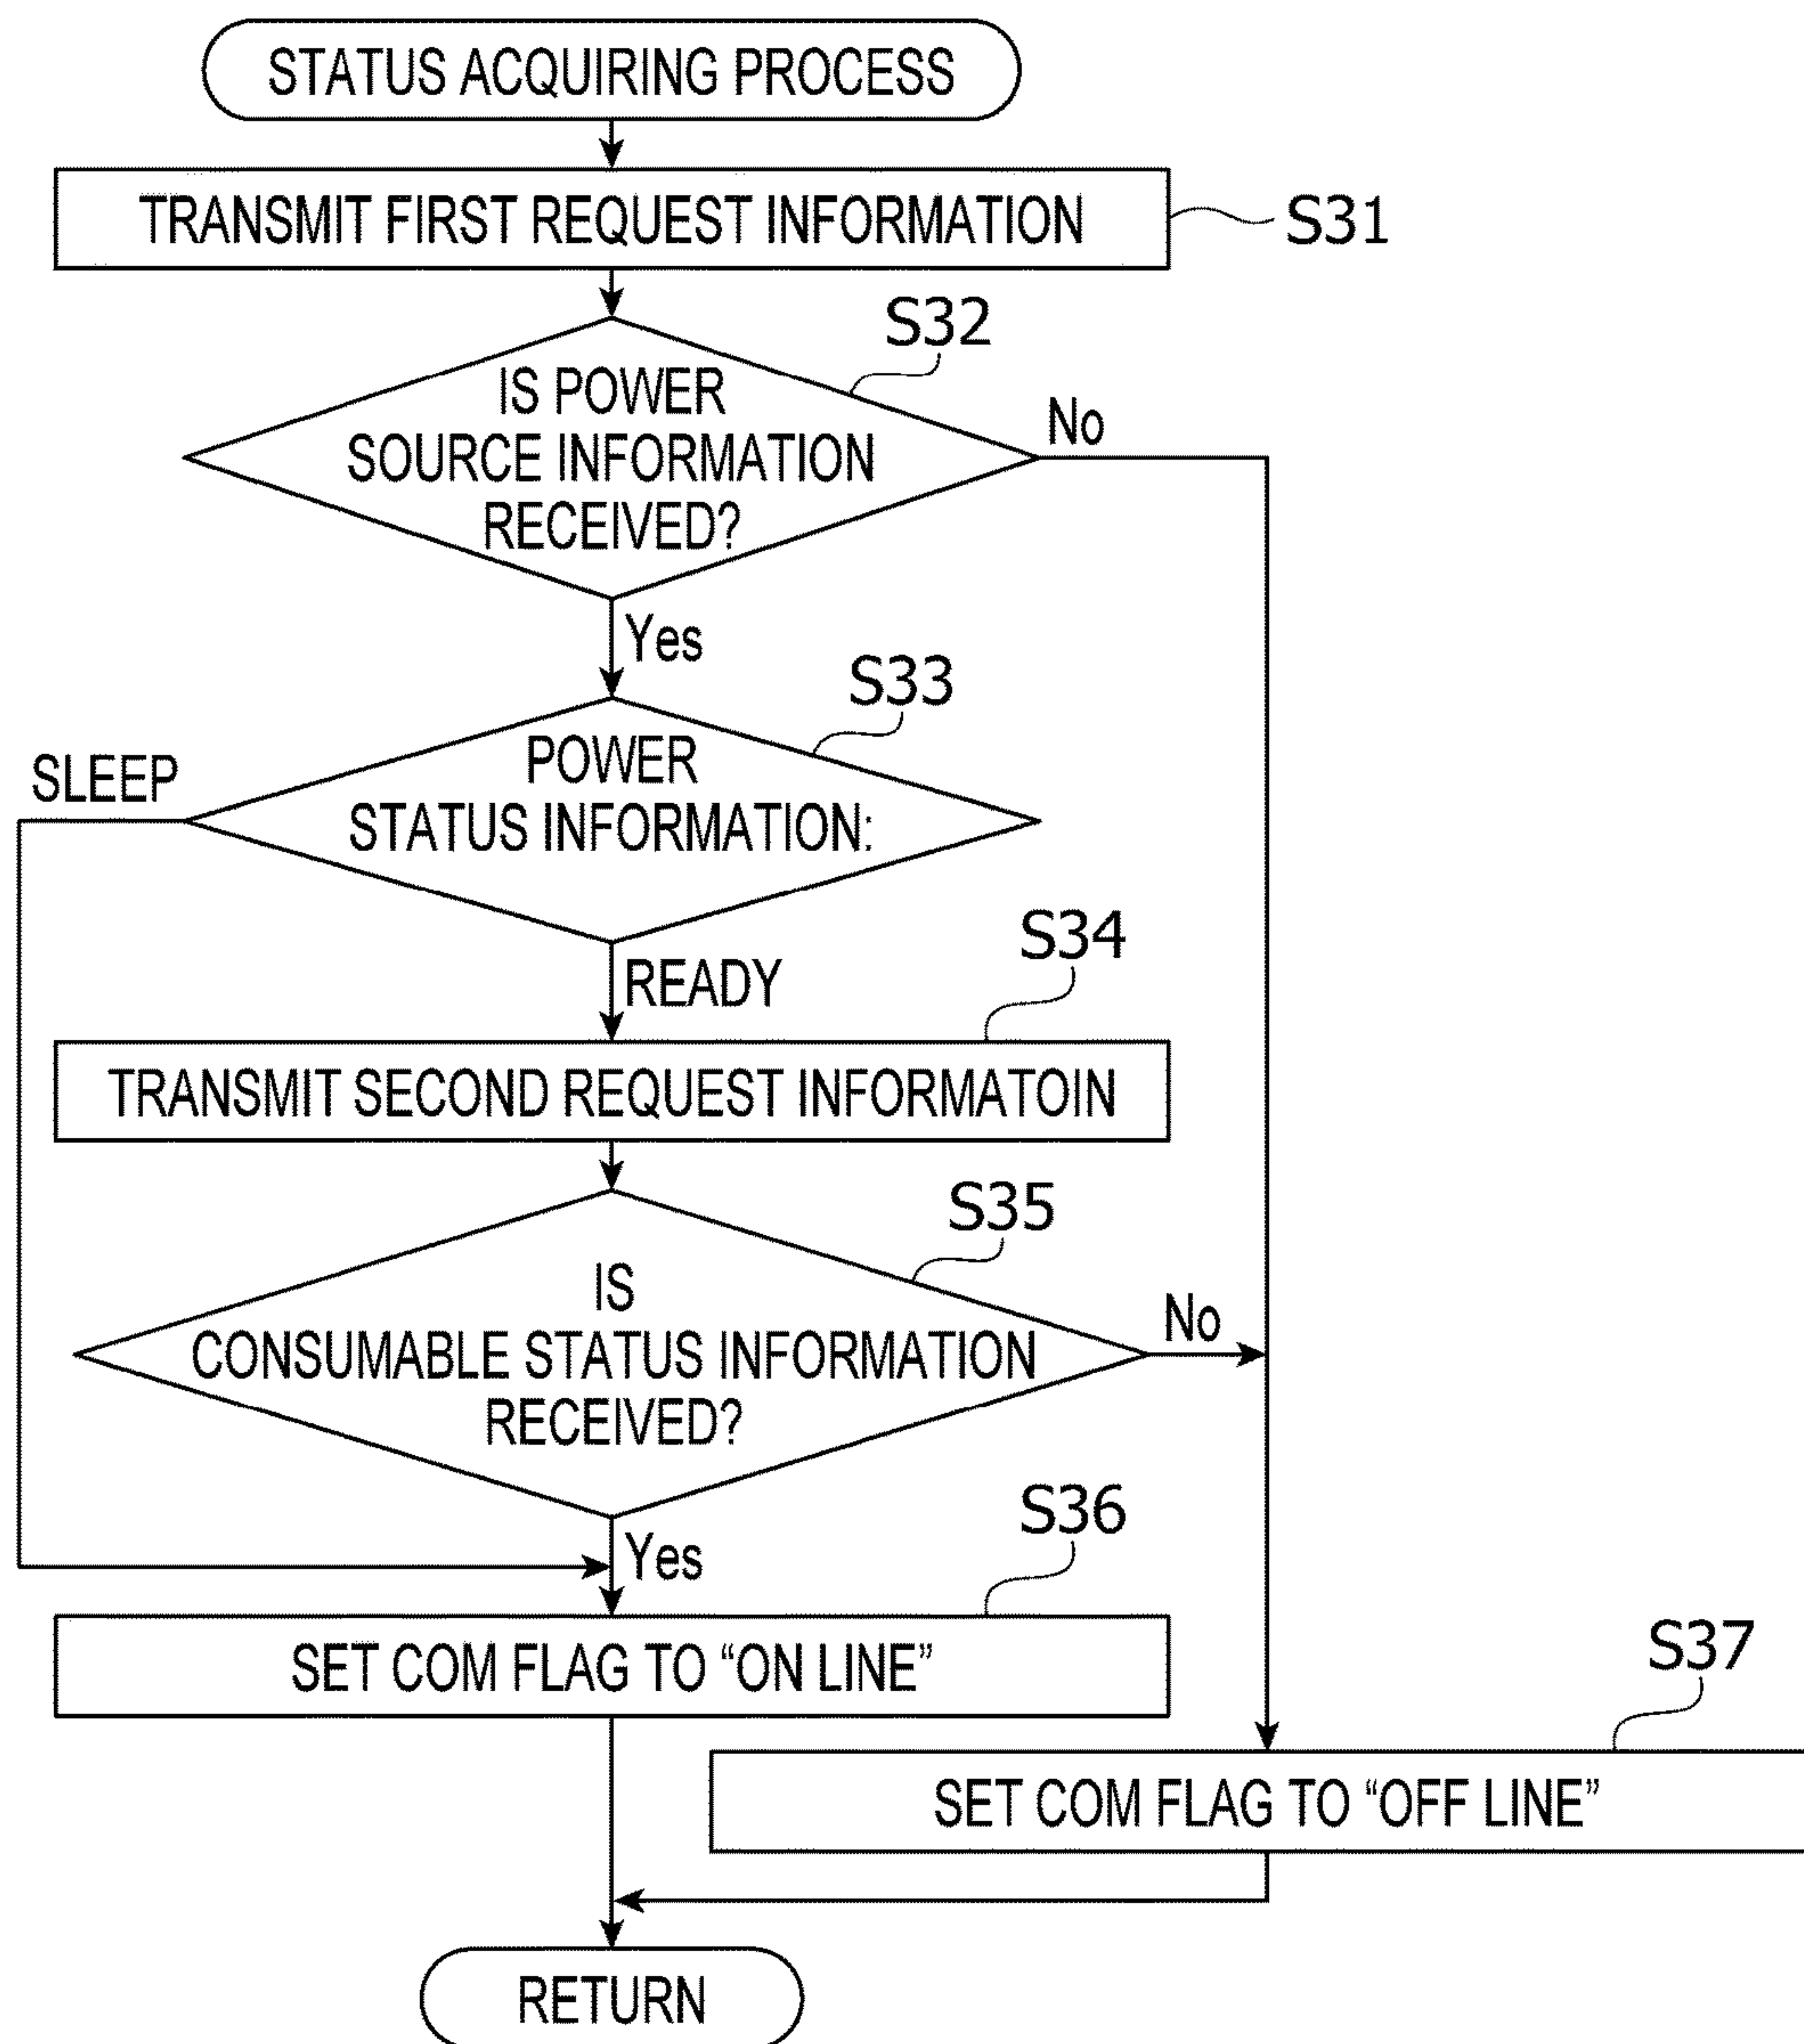 STATUS ACQUIRING PROCESS
TRANSMIT FIRST REQUEST INFORMATION
S31
S32
IS POWER
SOURCE INFORMATION
RECEIVED?
No
Yes
S33
POWER
STATUS INFORMATION:
SLEEP
READY
S34
TRANSMIT SECOND REQUEST INFORMATOIN
S35
IS
CONSUMABLE STATUS INFORMATION
RECEIVED?
No
Yes
S36
SET COM FLAG TO “ON LINE”
S37
SET COM FLAG TO “OFF LINE”
RETURN